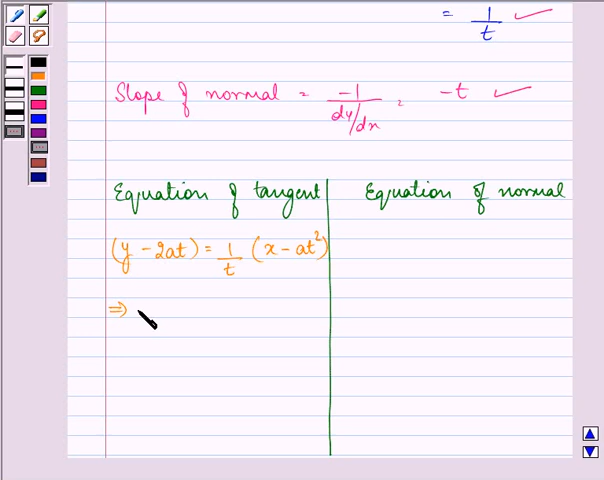 = 1/t ✓
Slope of normal = -1/(dy/dx) = -t ✓
Equation of tangent
(y - 2at) = 1/t (x - at²)
⇒
Equation of normal